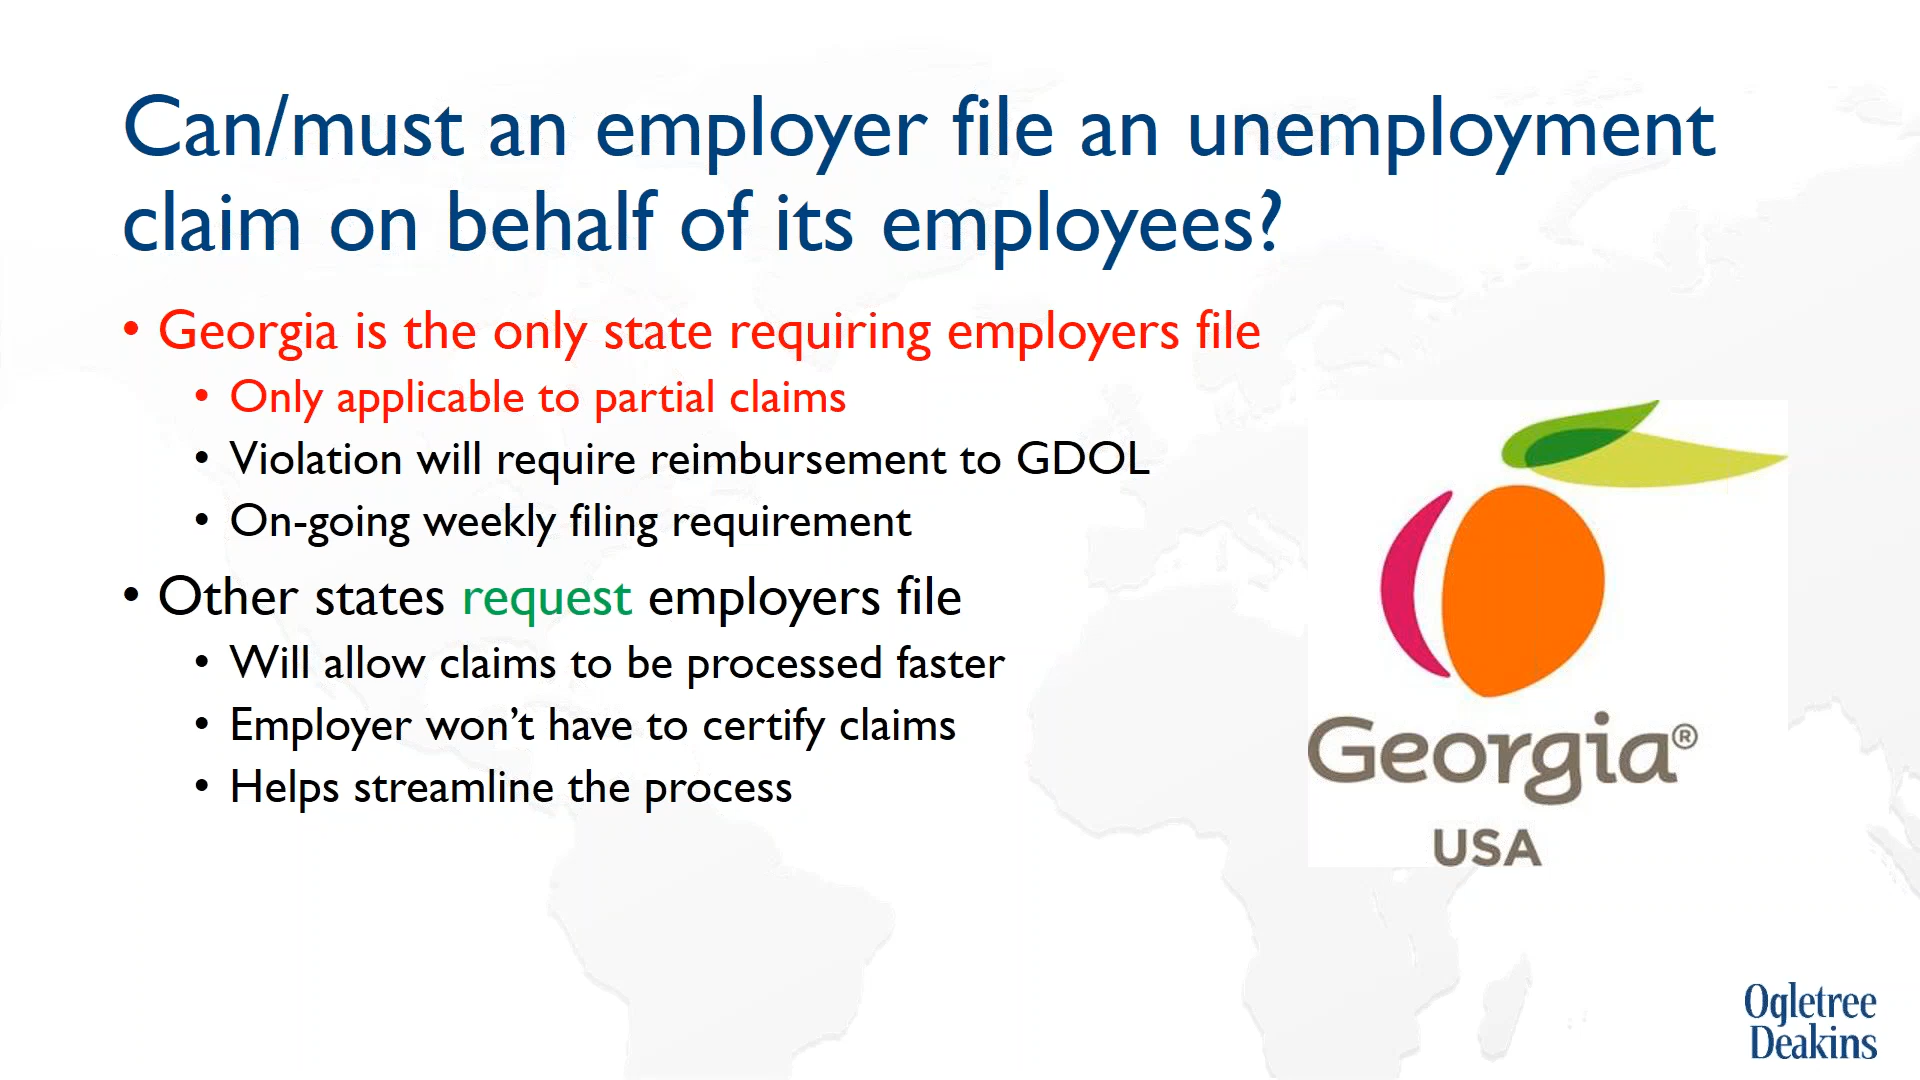 Can/must an employer file an unemployment
claim on behalf of its employees?
• Georgia is the only state requiring employers file
• Only applicable to partial claims
• Violation will require reimbursement to GDOL
• On-going weekly filing requirement
• Other states request employers file
• Will allow claims to be processed faster
• Employer won’t have to certify claims
• Helps streamline the process
Georgia®
USA
Ogletree
Deakins